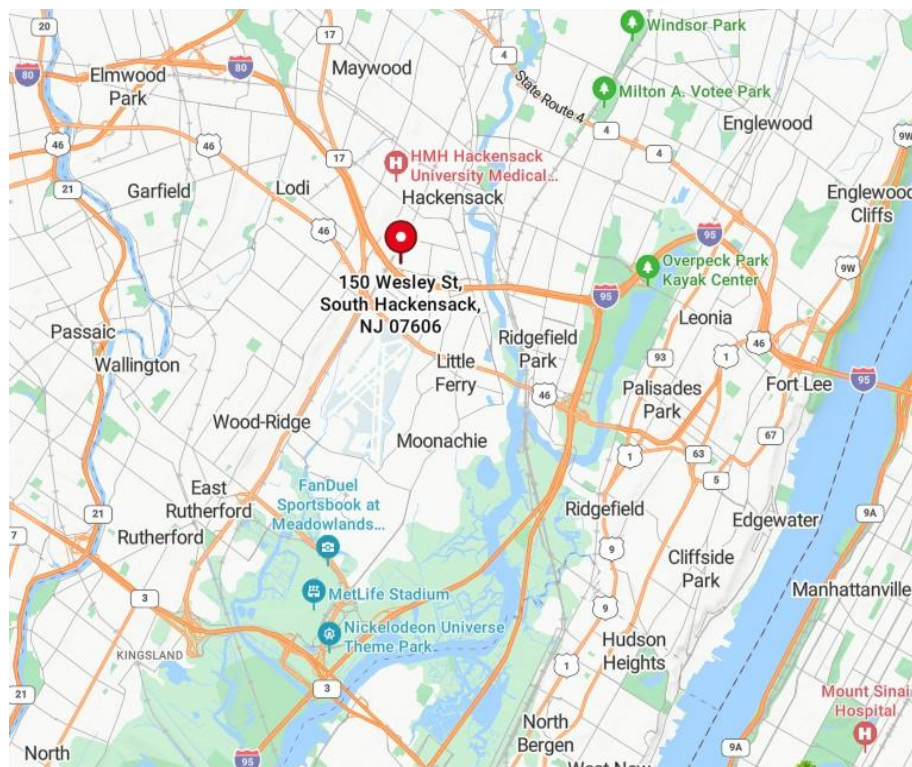 20
17
Windsor Park
80
80
Maywood
4
Elmwood
Park
State Route 4
Milton A. Votee Park
4
Englewood
46
46
17
HMH Hackensack
University Medical...
4
9W
21
Garfield
Lodi
Hackensack
Englewood
Cliffs
46
95
9W
Overpeck Park
Kayak Center
150 Wesley St,
South Hackensack,
NJ 07606
95
Leonia
Passaic
Wallington
Ridgefield
Park
93
1
46
Little
Ferry
46
Palisades
Park
Fort Lee
95
Wood-Ridge
Moonachie
67
1
63
5
East
Rutherford
FanDuel
Sportsbook at
Meadowlands...
21
7
Rutherford
Ridgefield
Edgewater
9A
9
Cliffside
Park
3
MetLife Stadium
Manhattanville
9
Nickelodeon Universe
Theme Park
KINGSLAND
Hudson
Heights
1
21
3
Mount Sinai
Hospital
North
95
North
Bergen
9A
West New